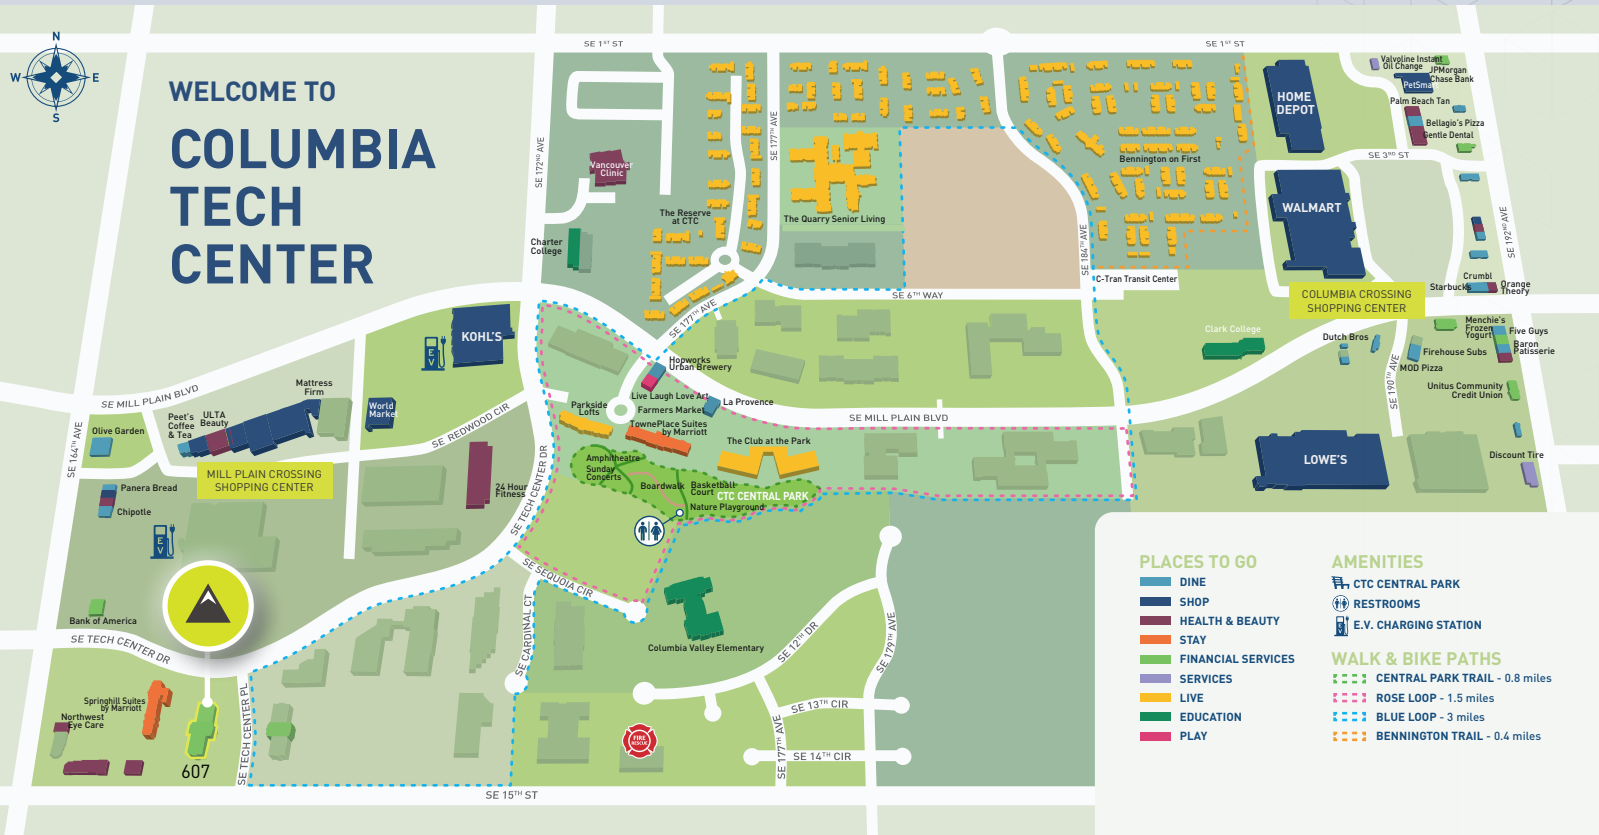 N
W
E
S
WELCOME TO
COLUMBIA
TECH
CENTER
SE 1ST ST
SE 1ST ST
SE 172ND AVE
SE 177TH AVE
Vancouver
Clinic
The Reserve
at CTC
Charter
College
The Quarry Senior Living
Bennington on First
SE 184TH AVE
C-Tran Transit Center
SE 6TH WAY
SE 177TH AVE
HOME
DEPOT
WALMART
Valvoline Instant
Oil Change
JPMorgan
Chase Bank
PetSmart
Palm Beach Tan
Bellagio's Pizza
Gentle Dental
SE 3RD ST
SE 192ND AVE
Crumbl
Starbucks
Orange
Theory
COLUMBIA CROSSING
SHOPPING CENTER
Menchie's
Frozen
Yogurt
Five Guys
Baron
Patisserie
Dutch Bros
Firehouse Subs
MOD Pizza
Unitus Community
Credit Union
SE 190TH AVE
Discount Tire
Clark College
LOWE'S
KOHL'S
E
V
SE MILL PLAIN BLVD
Mattress
Firm
World
Market
Peet's
Coffee
& Tea
ULTA
Beauty
Olive Garden
SE 164TH AVE
SE REDWOOD CIR
MILL PLAIN CROSSING
SHOPPING CENTER
Panera Bread
Chipotle
E
V
24 Hour
Fitness
SE TECH CENTER DR
Hopworks
Urban Brewery
Live Laugh Love Art
Farmers Market
La Provence
Parkside
Lofts
TownePlace Suites
by Marriott
SE MILL PLAIN BLVD
The Club at the Park
Amphitheatre
Sunday
Concerts
Boardwalk
Basketball
Court
CTC CENTRAL PARK
Nature Playground
SE SEQUOIA CIR
SE CARDINAL CT
Columbia Valley Elementary
SE 12TH DR
SE 179TH AVE
SE 13TH CIR
SE 177TH AVE
SE 14TH CIR
FIRE
RESCUE
Bank of America
SE TECH CENTER DR
Springhill Suites
by Marriott
Northwest
Eye Care
607
SE TECH CENTER PL
SE 15TH ST
PLACES TO GO
DINE
SHOP
HEALTH & BEAUTY
STAY
FINANCIAL SERVICES
SERVICES
LIVE
EDUCATION
PLAY
AMENITIES
CTC CENTRAL PARK
RESTROOMS
E
V
E.V. CHARGING STATION
WALK & BIKE PATHS
CENTRAL PARK TRAIL - 0.8 miles
ROSE LOOP - 1.5 miles
BLUE LOOP - 3 miles
BENNINGTON TRAIL - 0.4 miles